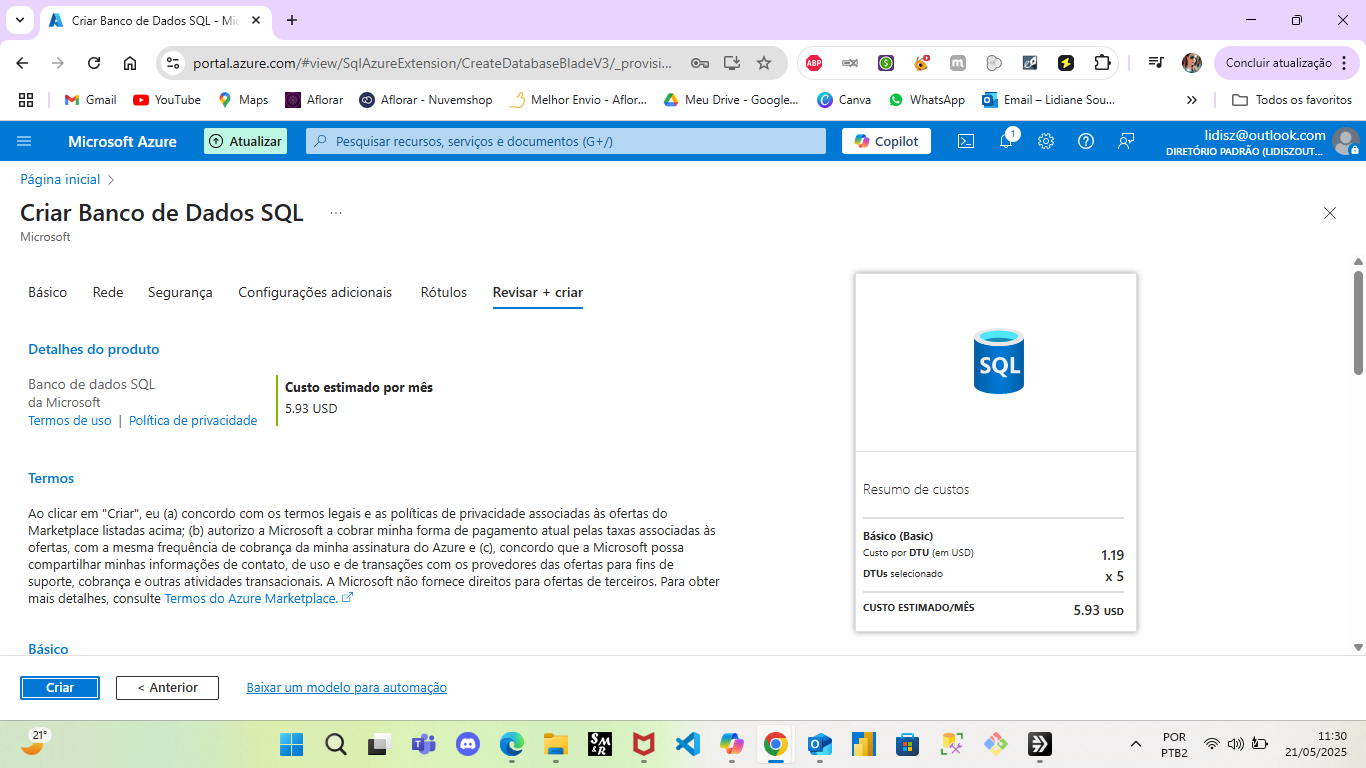 Criar Banco de Dados SQL - Mic
portal.azure.com/#view/SqlAzureExtension/CreateDatabaseBladeV3/_provisi...
ABP
Concluir atualização
Gmail
YouTube
Maps
Aflorar
Aflorar - Nuvemshop
Melhor Envio - Aflor...
Meu Drive - Google...
Canva
WhatsApp
Email – Lidiane Sou...
Todos os favoritos
Microsoft Azure
Atualizar
Pesquisar recursos, serviços e documentos (G+/)
Copilot
1
lidisz@outlook.com
DIRETÓRIO PADRÃO (LIDISZOUT...
Página inicial
Criar Banco de Dados SQL
...
Microsoft
Básico
Rede
Segurança
Configurações adicionais
Rótulos
Revisar + criar
Detalhes do produto
Banco de dados SQL
da Microsoft
Termos de uso | Política de privacidade
Custo estimado por mês
5.93 USD
Termos
Ao clicar em "Criar", eu (a) concordo com os termos legais e as políticas de privacidade associadas às ofertas do
Marketplace listadas acima; (b) autorizo a Microsoft a cobrar minha forma de pagamento atual pelas taxas associadas às
ofertas, com a mesma frequência de cobrança da minha assinatura do Azure e (c), concordo que a Microsoft possa
compartilhar minhas informações de contato, de uso e de transações com os provedores das ofertas para fins de
suporte, cobrança e outras atividades transacionais. A Microsoft não fornece direitos para ofertas de terceiros. Para obter
mais detalhes, consulte Termos do Azure Marketplace.
Básico
SQL
Resumo de custos
Básico (Basic)
Custo por DTU (em USD)
1.19
DTUs selecionado
x 5
CUSTO ESTIMADO/MÊS
5.93 USD
Criar
< Anterior
Baixar um modelo para automação
21°
SM
&R
POR
PTB2
11:30
21/05/2025